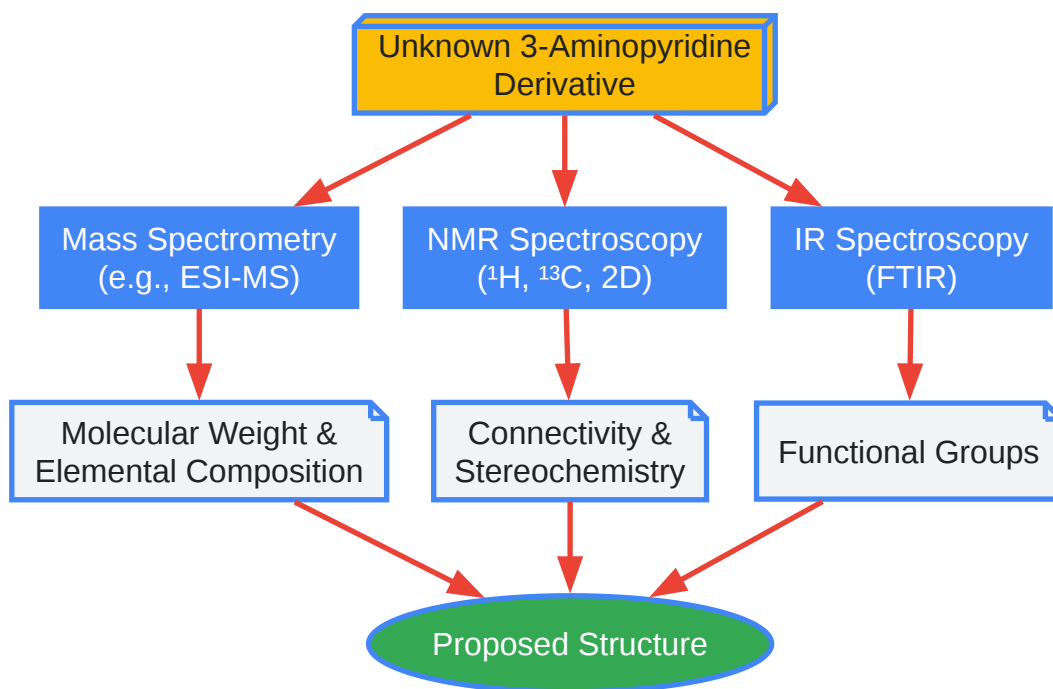 Unknown 3-Aminopyridine
Derivative
Mass Spectrometry
(e.g., ESI-MS)
NMR Spectroscopy
(¹H, ¹³C, 2D)
IR Spectroscopy
(FTIR)
Molecular Weight &
Elemental Composition
Connectivity &
Stereochemistry
Functional Groups
Proposed Structure